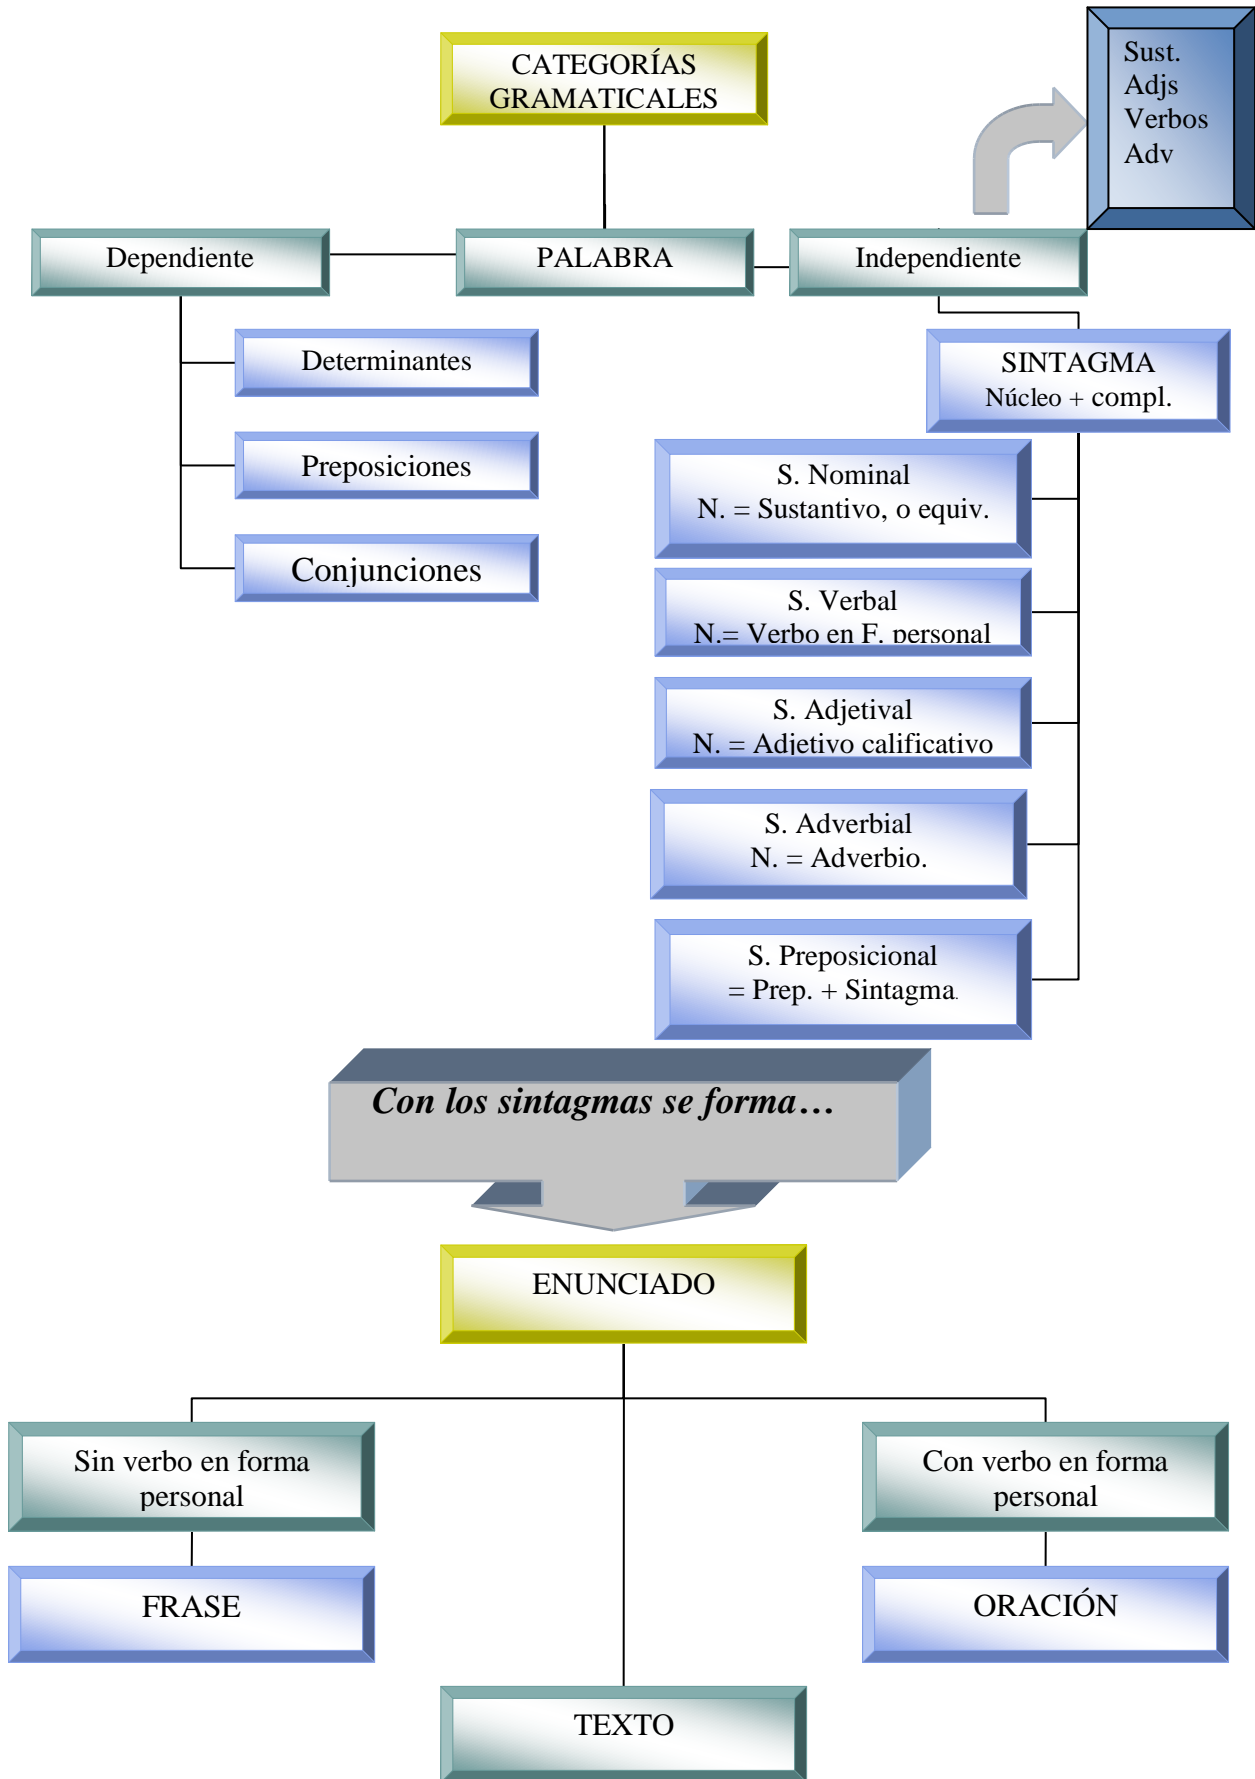 CATEGORÍAS
GRAMATICALES
Sust.
Adjs
Verbos
Adv
Dependiente
PALABRA
Independiente
Determinantes
Preposiciones
Conjunciones
SINTAGMA
Núcleo + compl.
S. Nominal
N. = Sustantivo, o equiv.
S. Verbal
N.= Verbo en F. personal
S. Adjetival
N. = Adjetivo calificativo
S. Adverbial
N. = Adverbio.
S. Preposicional
= Prep. + Sintagma.
Con los sintagmas se forma…
ENUNCIADO
Sin verbo en forma
personal
Con verbo en forma
personal
FRASE
ORACIÓN
TEXTO